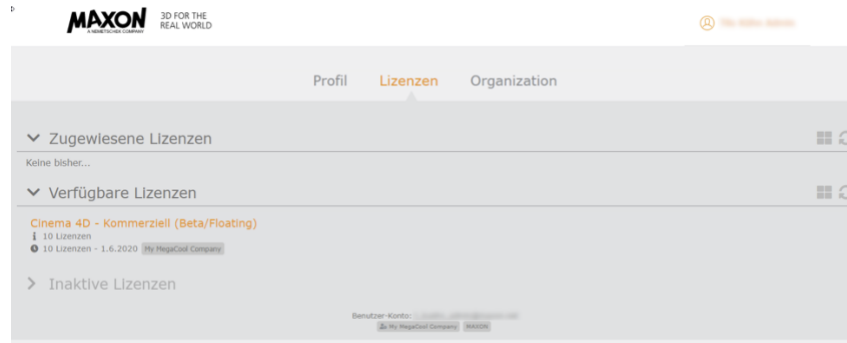 MAXON
A NEMETSCHEK COMPANY
3D FOR THE
REAL WORLD
Profil Lizenzen Organization
Zugewiesene Lizenzen
Keine bisher...
Verfügbare Lizenzen
Cinema 4D - Kommerziell (Beta/Floating)
10 Lizenzen
10 Lizenzen - 1.6.2020 My MegaCool Company
Inaktive Lizenzen
Benutzer-Konto:
My MegaCool Company MAXON